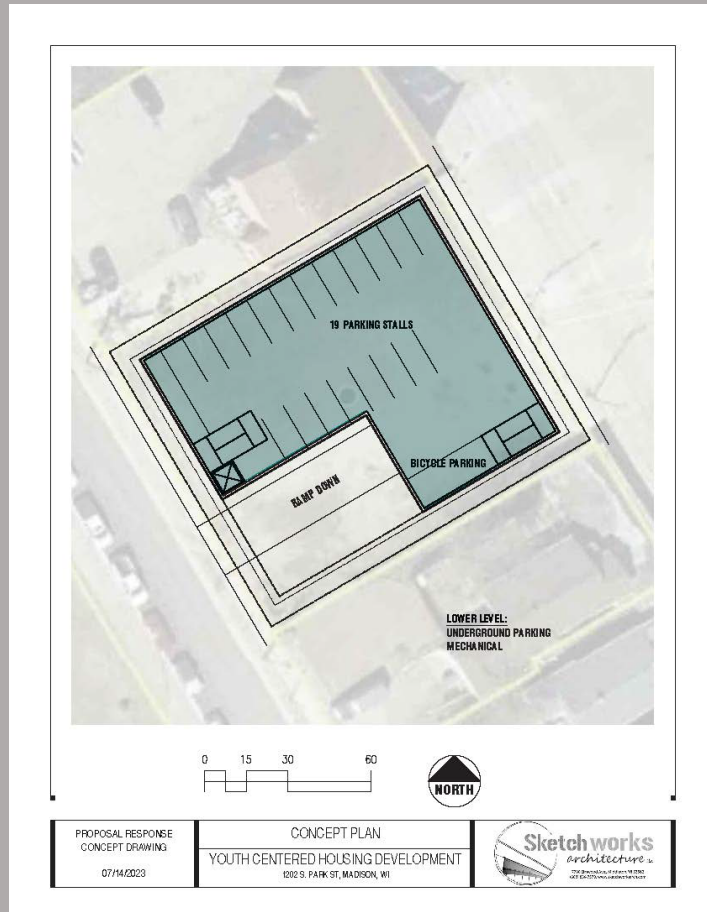 19 PARKING STALLS
BICYCLE PARKING
RAMP DOWN
LOWER LEVEL:
UNDERGROUND PARKING
MECHANICAL
0 15 30 60
NORTH
PROPOSAL RESPONSE
CONCEPT DRAWING
07/14/2023
CONCEPT PLAN
YOUTH CENTERED HOUSING DEVELOPMENT
1202 S. PARK ST, MADISON, WI
Sketchworks
architecture